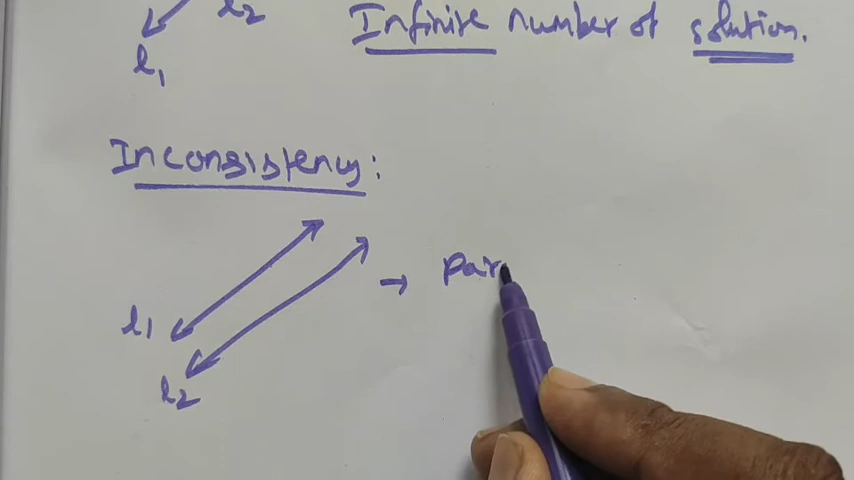 l2
Infinite number of solution.
l1
Inconsistency:
→ par
l1
l2